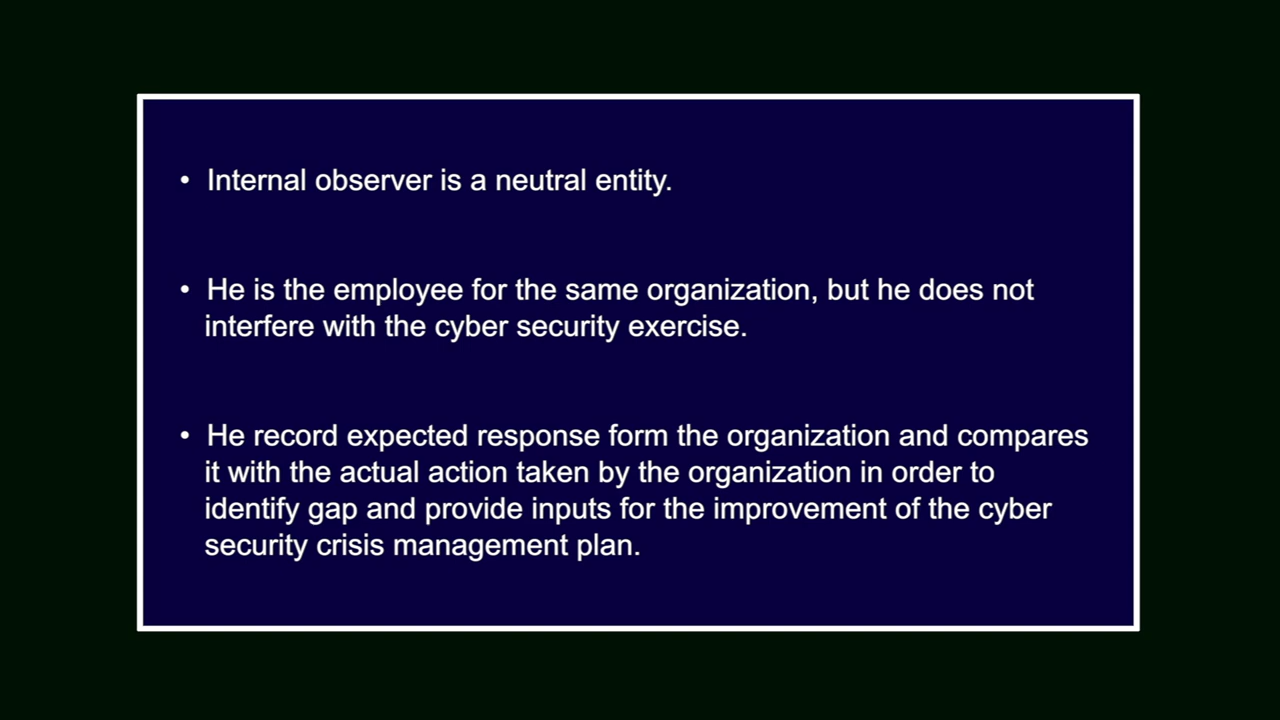 • Internal observer is a neutral entity.
• He is the employee for the same organization, but he does not
interfere with the cyber security exercise.
• He record expected response form the organization and compares
it with the actual action taken by the organization in order to
identify gap and provide inputs for the improvement of the cyber
security crisis management plan.